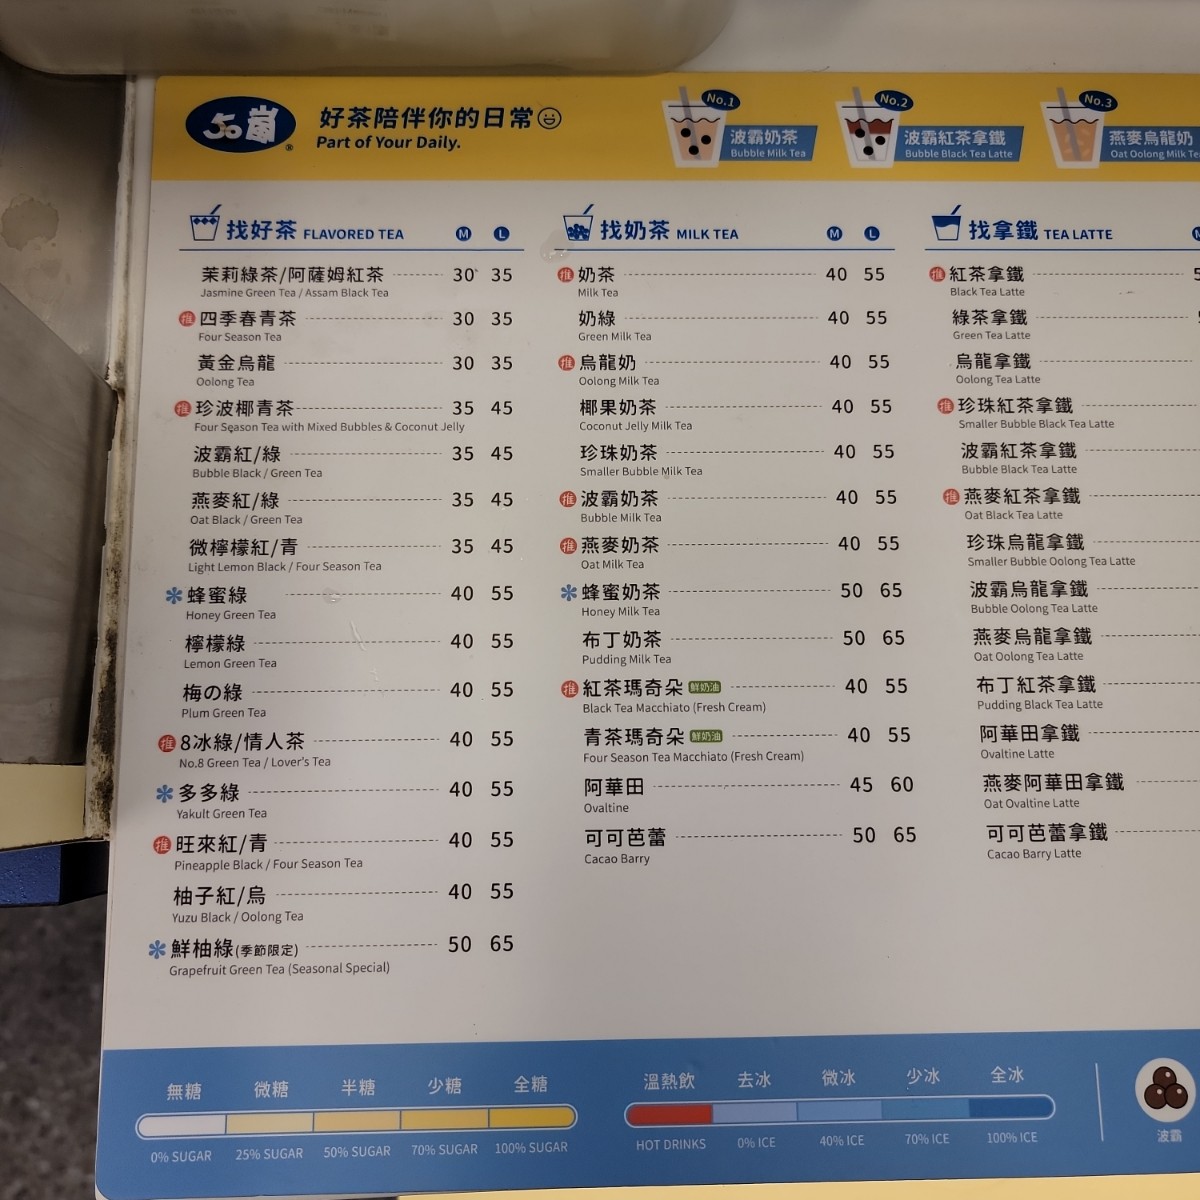 50嵐®
好茶陪伴你的日常
Part of Your Daily.
No.1
波霸奶茶
Bubble Milk Tea
No.2
波霸紅茶拿鐵
Bubble Black Tea Latte
No.3
燕麥烏龍奶
Oat Oolong Milk Te
找好茶 FLAVORED TEA M L
茉莉綠茶/阿薩姆紅茶 30 35
Jasmine Green Tea / Assam Black Tea
推 四季春青茶 30 35
Four Season Tea
黃金烏龍 30 35
Oolong Tea
推 珍波椰青茶 35 45
Four Season Tea with Mixed Bubbles & Coconut Jelly
波霸紅/綠 35 45
Bubble Black / Green Tea
燕麥紅/綠 35 45
Oat Black / Green Tea
微檸檬紅/青 35 45
Light Lemon Black / Four Season Tea
✻ 蜂蜜綠 40 55
Honey Green Tea
檸檬綠 40 55
Lemon Green Tea
梅の綠 40 55
Plum Green Tea
推 8冰綠/情人茶 40 55
No.8 Green Tea / Lover's Tea
✻ 多多綠 40 55
Yakult Green Tea
推 旺來紅/青 40 55
Pineapple Black / Four Season Tea
柚子紅/烏 40 55
Yuzu Black / Oolong Tea
✻ 鮮柚綠(季節限定) 50 65
Grapefruit Green Tea (Seasonal Special)
找奶茶 MILK TEA M L
推 奶茶 40 55
Milk Tea
奶綠 40 55
Green Milk Tea
推 烏龍奶 40 55
Oolong Milk Tea
椰果奶茶 40 55
Coconut Jelly Milk Tea
珍珠奶茶 40 55
Smaller Bubble Milk Tea
推 波霸奶茶 40 55
Bubble Milk Tea
推 燕麥奶茶 40 55
Oat Milk Tea
✻ 蜂蜜奶茶 50 65
Honey Milk Tea
布丁奶茶 50 65
Pudding Milk Tea
推 紅茶瑪奇朵 鮮奶油 40 55
Black Tea Macchiato (Fresh Cream)
青茶瑪奇朵 鮮奶油 40 55
Four Season Tea Macchiato (Fresh Cream)
阿華田 45 60
Ovaltine
可可芭蕾 50 65
Cacao Barry
找拿鐵 TEA LATTE
推 紅茶拿鐵
Black Tea Latte
綠茶拿鐵
Green Tea Latte
烏龍拿鐵
Oolong Tea Latte
推 珍珠紅茶拿鐵
Smaller Bubble Black Tea Latte
波霸紅茶拿鐵
Bubble Black Tea Latte
推 燕麥紅茶拿鐵
Oat Black Tea Latte
珍珠烏龍拿鐵
Smaller Bubble Oolong Tea Latte
波霸烏龍拿鐵
Bubble Oolong Tea Latte
燕麥烏龍拿鐵
Oat Oolong Tea Latte
布丁紅茶拿鐵
Pudding Black Tea Latte
阿華田拿鐵
Ovaltine Latte
燕麥阿華田拿鐵
Oat Ovaltine Latte
可可芭蕾拿鐵
Cacao Barry Latte
無糖 微糖 半糖 少糖 全糖
0% SUGAR 25% SUGAR 50% SUGAR 70% SUGAR 100% SUGAR
溫熱飲 去冰 微冰 少冰 全冰
HOT DRINKS 0% ICE 40% ICE 70% ICE 100% ICE
波霸